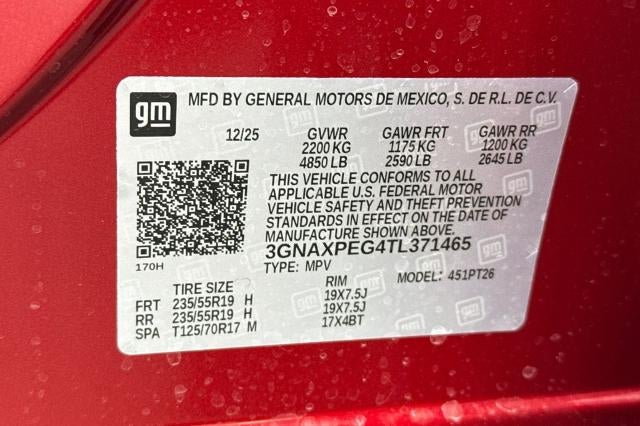 gm MFD BY GENERAL MOTORS DE MEXICO, S. DE R.L. DE C.V.
12/25 GVWR GAWR FRT GAWR RR
2200 KG 1175 KG 1200 KG
4850 LB 2590 LB 2645 LB
THIS VEHICLE CONFORMS TO ALL
APPLICABLE U.S. FEDERAL MOTOR
VEHICLE SAFETY AND THEFT PREVENTION
STANDARDS IN EFFECT ON THE DATE OF
MANUFACTURE SHOWN ABOVE.
3GNAXPEG4TL371465
170H
TYPE: MPV MODEL: 451PT26
TIRE SIZE RIM
FRT 235/55R19 H 19X7.5J
RR 235/55R19 H 19X7.5J
SPA T125/70R17 M 17X4BT